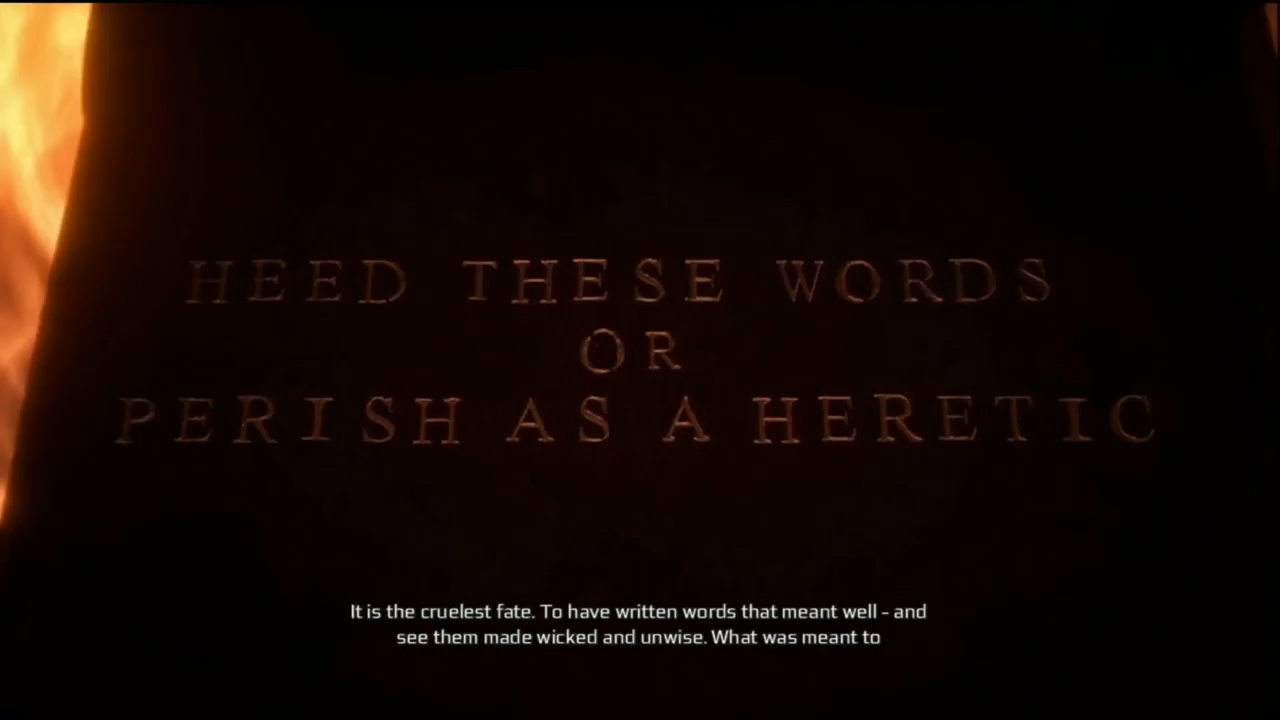 HEED THESE WORDS
OR
PERISH AS A HERETIC
It is the cruelest fate. To have written words that meant well - and
see them made wicked and unwise. What was meant to